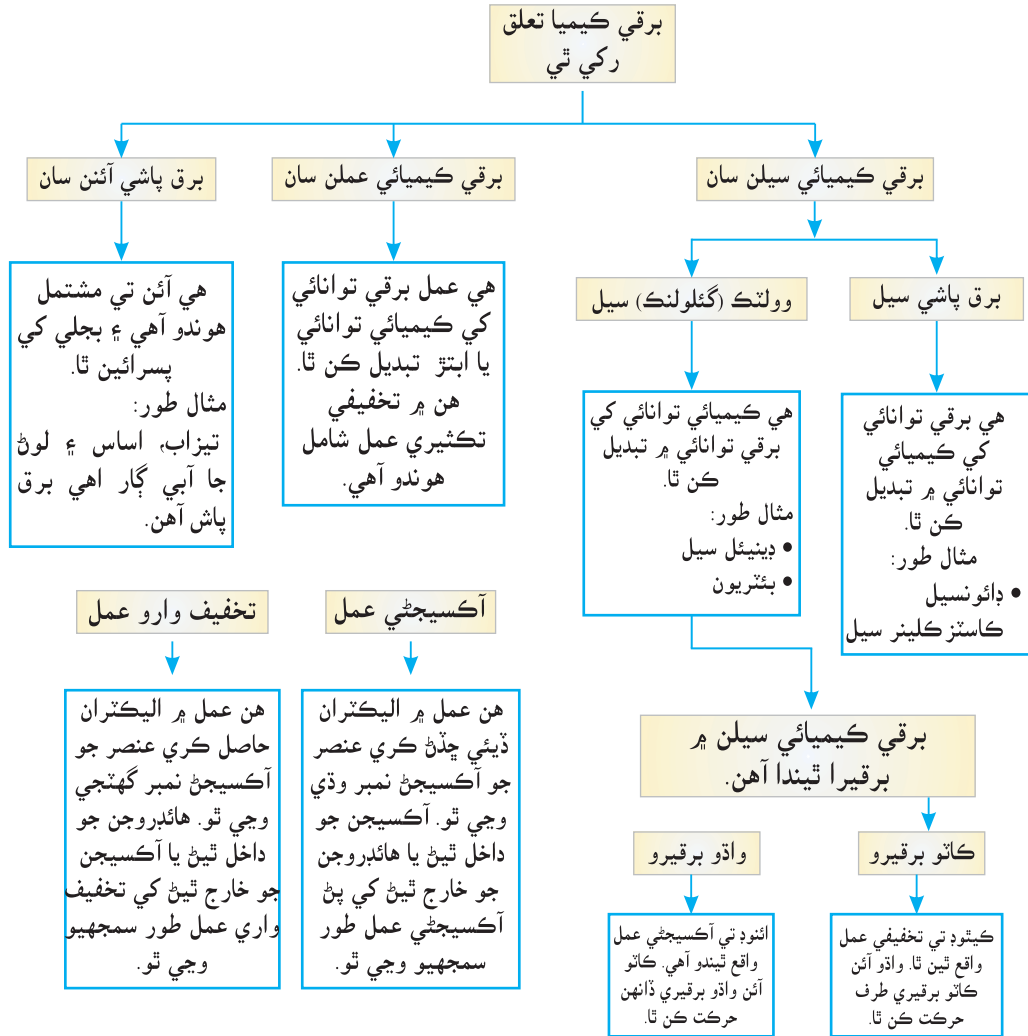 برقي ڪيميا تعلق
رکي ٿي
برقي ڪيميائي سيلن سان
برقي ڪيميائي عملن سان
برق پاشي آئنن سان
برق پاشي سيل
هي برقي توانائي
کي ڪيميائي
توانائي ۾ تبديل
ڪن ٿا.
مثال طور:
• ڊائونسيل
ڪاسٽز ڪلينر سيل
وولٽڪ (گئلولنڪ) سيل
هي ڪيميائي توانائي کي
برقي توانائي ۾ تبديل
ڪن ٿا.
مثال طور:
• ڊينيئل سيل
• بئٽريون
هي عمل برقي توانائي
کي ڪيميائي توانائي
يا ابتڙ تبديل ڪن ٿا.
هن ۾ تخفيفي
تڪثيري عمل شامل
هوندو آهي.
هي آئن تي مشتمل
هوندو آهي ۽ بجلي کي
پسرائين ٿا.
مثال طور:
تيزاب، اساس ۽ لوڻ
جا آبي ڳار اهي برق
پاش آهن.
برقي ڪيميائي سيلن ۾
برقيرا ٿيندا آهن.
ڪاٽو برقيرو
ڪيٿوڊ تي تخفيفي عمل
واقع ٿين ٿا. واڌو آئن
ڪاٽو برقيري طرف
حرڪت ڪن ٿا.
واڌو برقيرو
ائنوڊ تي آڪسيجڻي عمل
واقع ٿيندو آهي. ڪاٽو
آئن واڌو برقيري ڏانهن
حرڪت ڪن ٿا.
آڪسيجڻي عمل
هن عمل ۾ اليڪٽران
ڏيئي ڇڏڻ ڪري عنصر
جو آڪسيجڻ نمبر وڌي
وڃي ٿو. آڪسيجن جو
داخل ٿيڻ يا هائڊروجن
جو خارج ٿيڻ کي پڻ
آڪسيجڻي عمل طور
سمجهيو وڃي ٿو.
تخفيف وارو عمل
هن عمل ۾ اليڪٽران
حاصل ڪري عنصر جو
آڪسيجڻ نمبر گهٽجي
وڃي ٿو. هائڊروجن جو
داخل ٿيڻ يا آڪسيجن
جو خارج ٿيڻ کي تخفيف
واري عمل طور سمجهيو
وڃي ٿو.